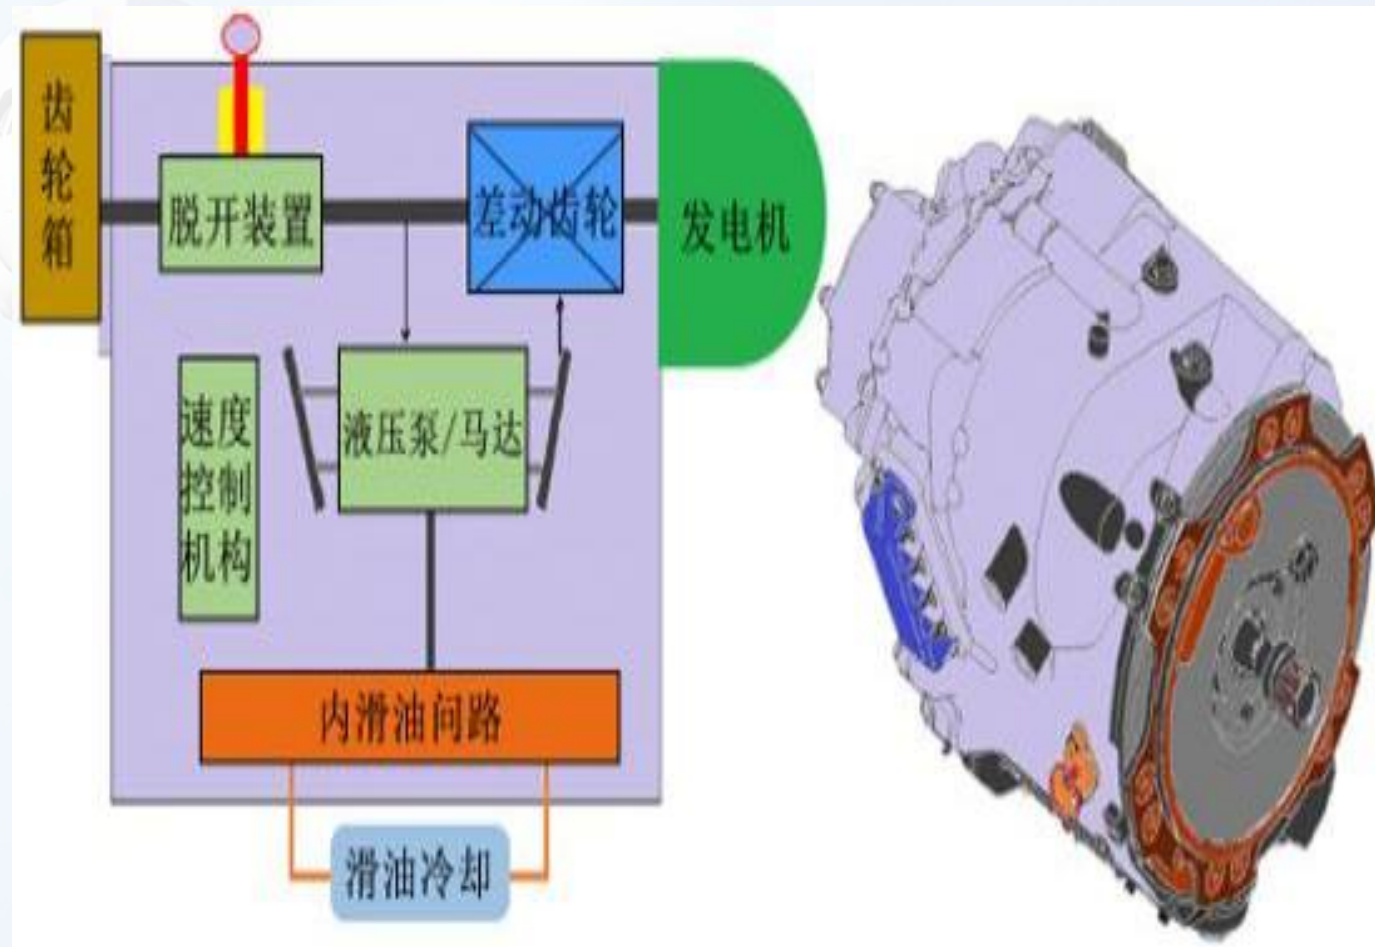 齿
轮
箱
脱开装置
差动齿轮
发电机
速度
控制
机构
液压泵/马达
内滑油问路
滑油冷却